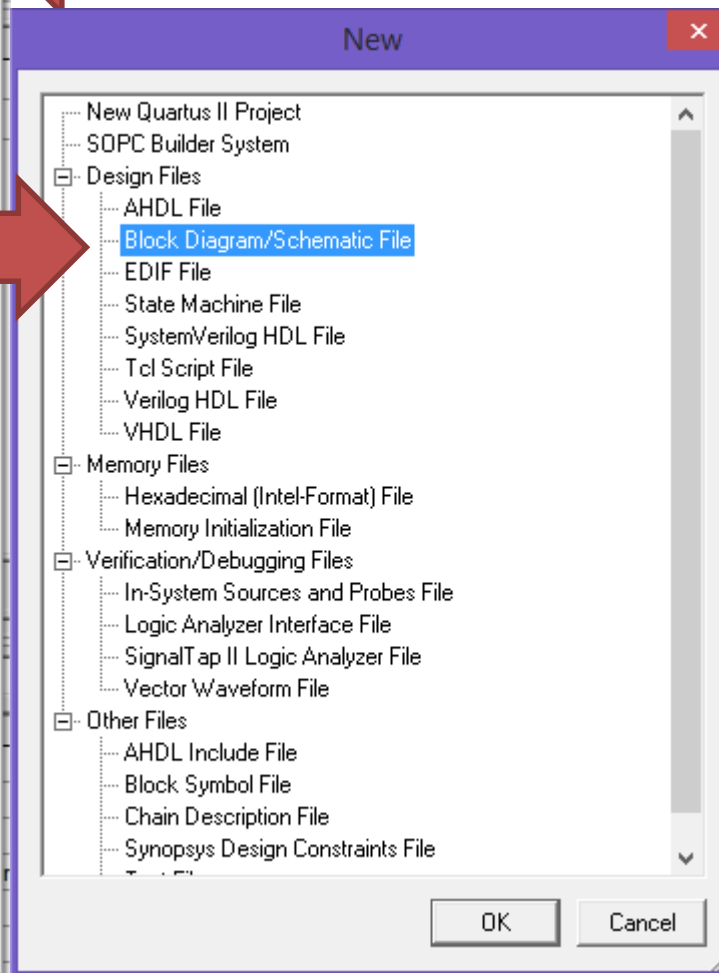 New
New Quartus II Project
SOPC Builder System
Design Files
AHDL File
Block Diagram/Schematic File
EDIF File
State Machine File
SystemVerilog HDL File
Tcl Script File
Verilog HDL File
VHDL File
Memory Files
Hexadecimal (Intel-Format) File
Memory Initialization File
Verification/Debugging Files
In-System Sources and Probes File
Logic Analyzer Interface File
SignalTap II Logic Analyzer File
Vector Waveform File
Other Files
AHDL Include File
Block Symbol File
Chain Description File
Synopsys Design Constraints File
OK Cancel